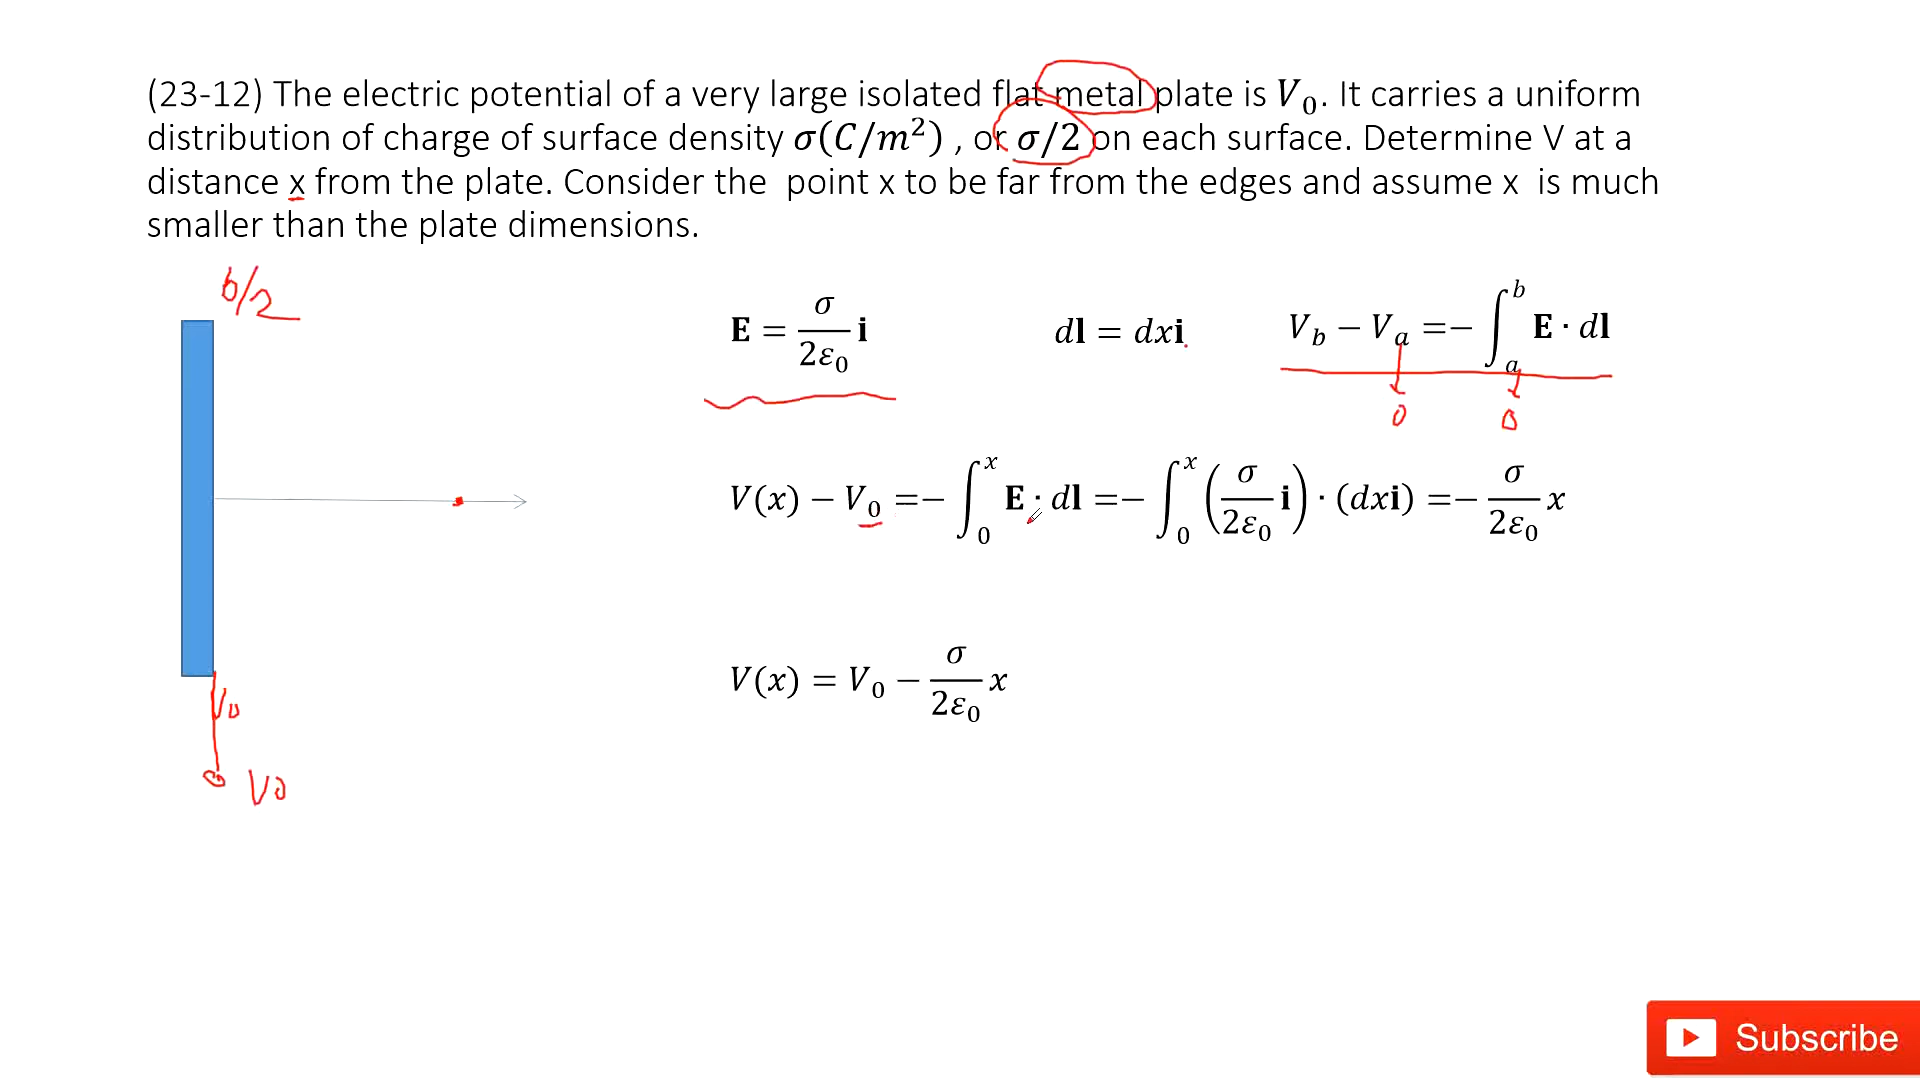 (23-12) The electric potential of a very large isolated flat metal plate is V₀. It carries a uniform
distribution of charge of surface density σ(C/m²) , or σ/2 on each surface. Determine V at a
distance x from the plate. Consider the point x to be far from the edges and assume x is much
smaller than the plate dimensions.
σ/2
E = σ/2ε₀ i
dl = dxi
V_b − V_a =− ∫_a^b E · dl
0 0
V(x) − V₀ =− ∫₀^x E · dl =− ∫₀^x (σ/2ε₀ i) · (dxi) =− σ/2ε₀ x
V(x) = V₀ − σ/2ε₀ x
V₀
V₀
Subscribe